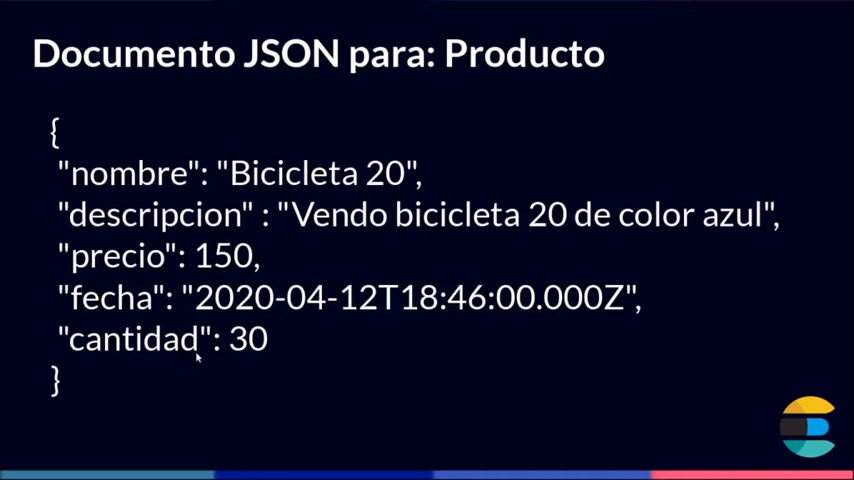 Documento JSON para: Producto
{
"nombre": "Bicicleta 20",
"descripcion" : "Vendo bicicleta 20 de color azul",
"precio": 150,
"fecha": "2020-04-12T18:46:00.000Z",
"cantidad": 30
}